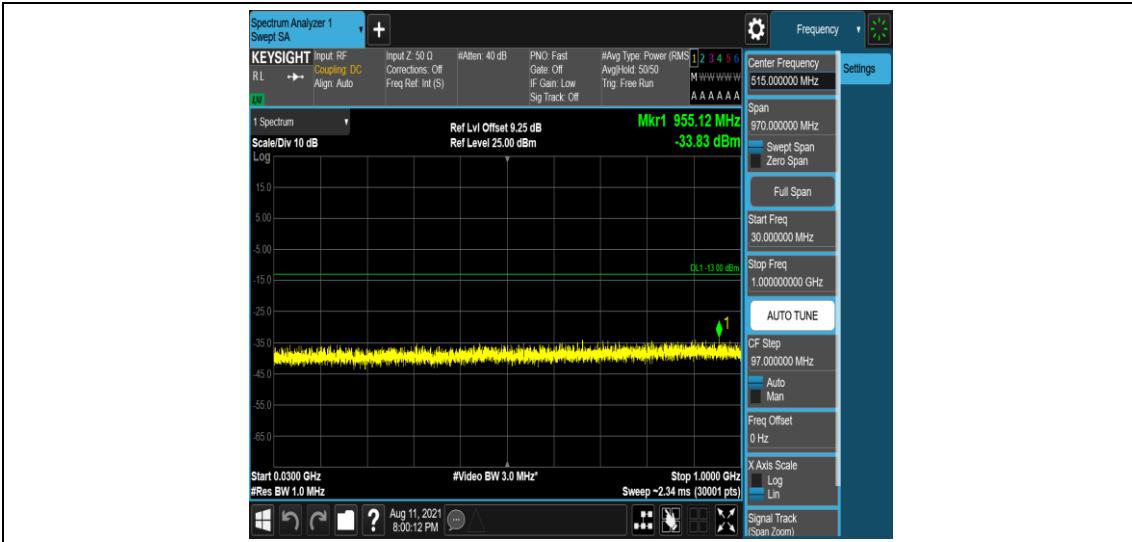 Spectrum Analyzer 1
Swept SA
+
Frequency
KEYSIGHT
RL
Input: RF
Coupling: DC
Align: Auto
Input Z: 50 Ω
Corrections: Off
Freq Ref: Int (S)
#Atten: 40 dB
PNO: Fast
Gate: Off
IF Gain: Low
Sig Track: Off
#Avg Type: Power (RMS
Avg|Hold: 50/50
Trig: Free Run
1 2 3 4 5 6
M W W W W W
A A A A A A
Center Frequency
515.000000 MHz
Settings
Span
970.000000 MHz
Swept Span
Zero Span
Full Span
Start Freq
30.000000 MHz
Stop Freq
1.000000000 GHz
AUTO TUNE
CF Step
97.000000 MHz
Auto
Man
Freq Offset
0 Hz
X Axis Scale
Log
Lin
Signal Track
(Span Zoom)
1 Spectrum
Scale/Div 10 dB
Log
Ref Lvl Offset 9.25 dB
Ref Level 25.00 dBm
Mkr1 955.12 MHz
-33.83 dBm
15.0
5.00
-5.00
DL1 -13.00 dBm
-15.0
-25.0
1
-35.0
-45.0
-55.0
-65.0
Start 0.0300 GHz
#Res BW 1.0 MHz
#Video BW 3.0 MHz*
Stop 1.0000 GHz
Sweep ~2.34 ms (30001 pts)
?
Aug 11, 2021
8:00:12 PM